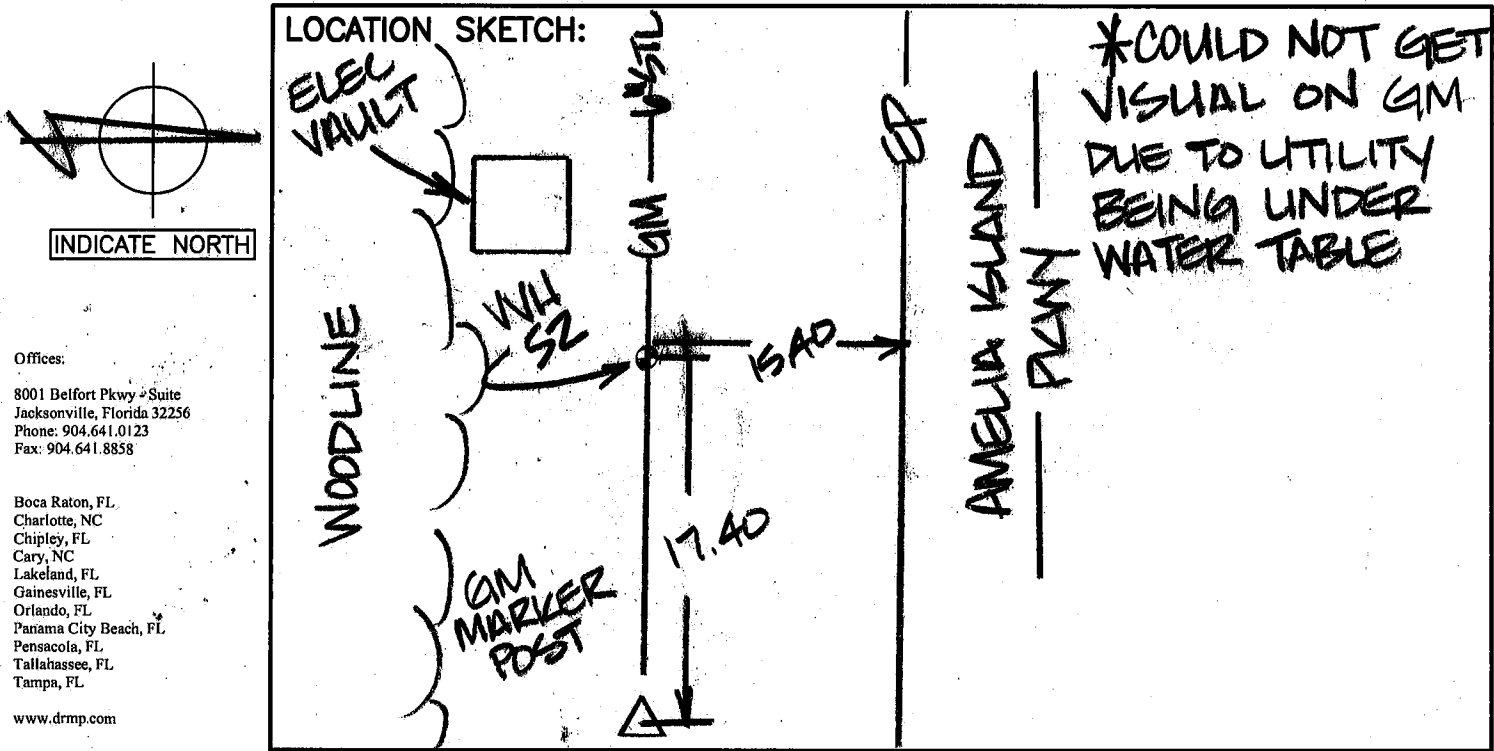 INDICATE NORTH
Offices:
8001 Belfort Pkwy - Suite
Jacksonville, Florida 32256
Phone: 904.641.0123
Fax: 904.641.8858
Boca Raton, FL
Charlotte, NC
Chipley, FL
Cary, NC
Lakeland, FL
Gainesville, FL
Orlando, FL
Panama City Beach, FL
Pensacola, FL
Tallahassee, FL
Tampa, FL
www.drmp.com
LOCATION SKETCH:
ELEC
VAULT
WOODLINE
VVH
52
GM
MARKER
POST
GM
6"STL
15.40
17.40
EP
AMELIA ISLAND
PKWY
*COULD NOT GET
VISUAL ON GM
DUE TO UTILITY
BEING UNDER
WATER TABLE